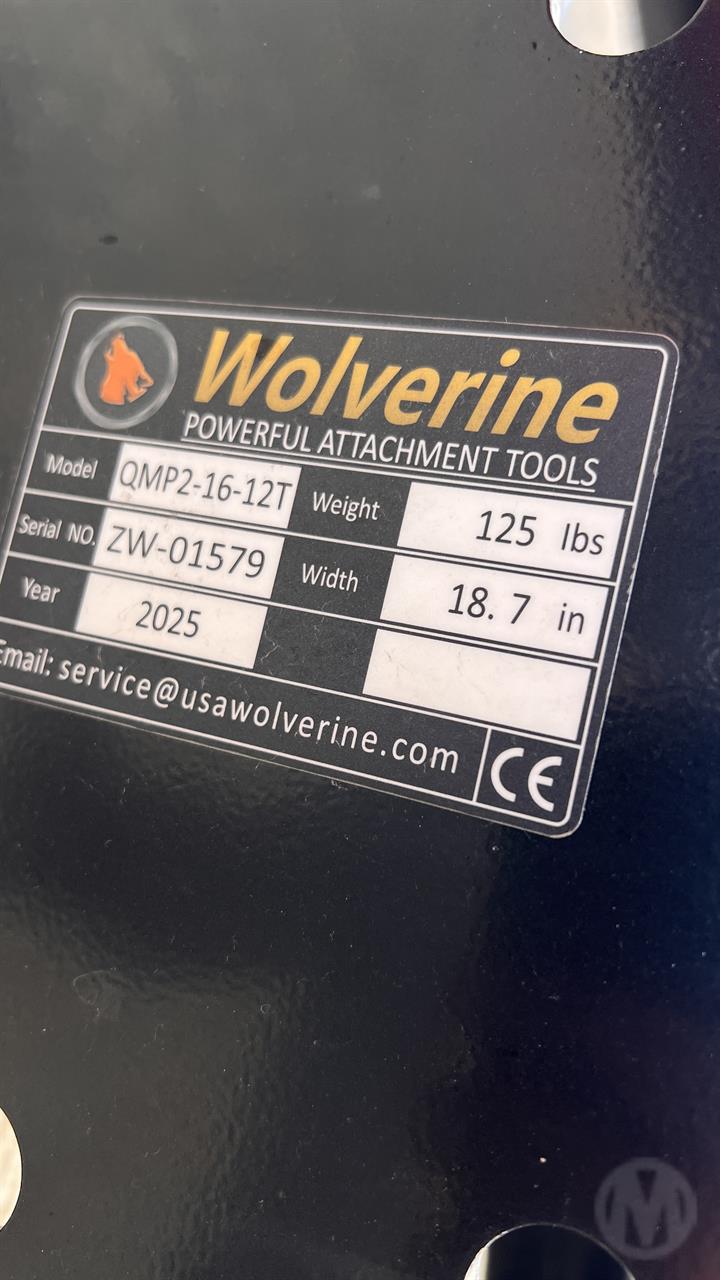 Wolverine
POWERFUL ATTACHMENT TOOLS
Model QMP2-16-12T Weight 125 lbs
Serial NO. ZW-01579 Width 18.7 in
Year 2025
Email: service@usawolverine.com CE
M